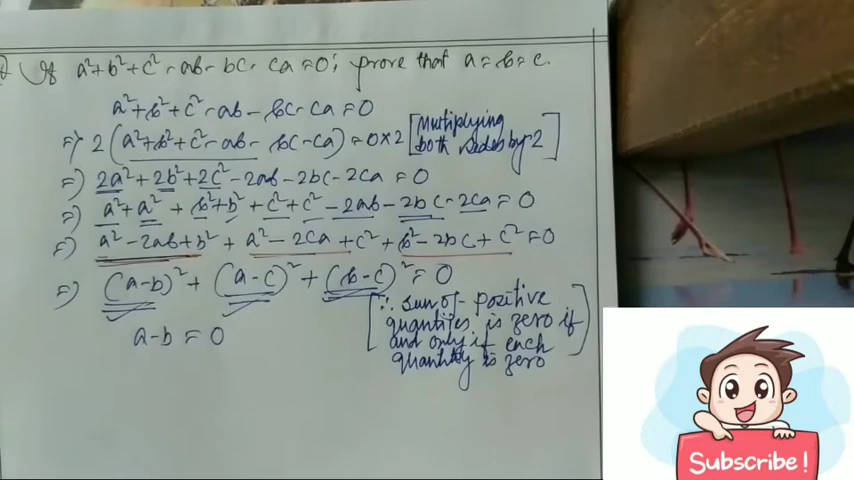 If a²+b²+c²-ab-bc-ca=0; prove that a=b=c.
a²+b²+c²-ab-bc-ca=0
=> 2(a²+b²+c²-ab-bc-ca)=0×2 [Multiplying both sides by 2]
=> 2a²+2b²+2c²-2ab-2bc-2ca=0
=> a²+a²+b²+b²+c²+c²-2ab-2bc-2ca=0
=> a²-2ab+b²+a²-2ca+c²+b²-2bc+c²=0
=> (a-b)²+(a-c)²+(b-c)²=0
[∴ sum of positive
quantities is zero if
and only if each
quantity is zero]
a-b=0
Subscribe!